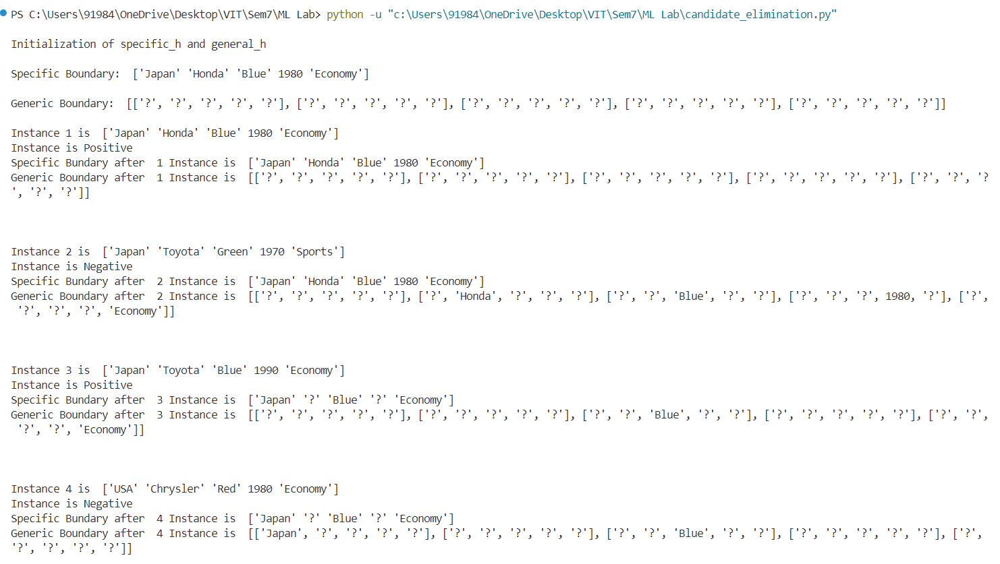 PS C:\Users\91984\OneDrive\Desktop\VIT\Sem7\ML Lab> python -u "c:\Users\91984\OneDrive\Desktop\VIT\Sem7\ML Lab\candidate_elimination.py"
Initialization of specific_h and general_h
Specific Boundary:  ['Japan' 'Honda' 'Blue' 1980 'Economy']
Generic Boundary:  [['?', '?', '?', '?', '?'], ['?', '?', '?', '?', '?'], ['?', '?', '?', '?', '?'], ['?', '?', '?', '?', '?'], ['?', '?', '?', '?', '?']]
Instance 1 is  ['Japan' 'Honda' 'Blue' 1980 'Economy']
Instance is Positive
Specific Bundary after  1 Instance is  ['Japan' 'Honda' 'Blue' 1980 'Economy']
Generic Boundary after  1 Instance is  [['?', '?', '?', '?', '?'], ['?', '?', '?', '?', '?'], ['?', '?', '?', '?', '?'], ['?', '?', '?', '?', '?'], ['?', '?', '?
', '?', '?']]
Instance 2 is  ['Japan' 'Toyota' 'Green' 1970 'Sports']
Instance is Negative
Specific Bundary after  2 Instance is  ['Japan' 'Honda' 'Blue' 1980 'Economy']
Generic Boundary after  2 Instance is  [['?', '?', '?', '?', '?'], ['?', 'Honda', '?', '?', '?'], ['?', '?', 'Blue', '?', '?'], ['?', '?', '?', 1980, '?'], ['?',
 '?', '?', '?', 'Economy']]
Instance 3 is  ['Japan' 'Toyota' 'Blue' 1990 'Economy']
Instance is Positive
Specific Bundary after  3 Instance is  ['Japan' '?' 'Blue' '?' 'Economy']
Generic Boundary after  3 Instance is  [['?', '?', '?', '?', '?'], ['?', '?', '?', '?', '?'], ['?', '?', 'Blue', '?', '?'], ['?', '?', '?', '?', '?'], ['?', '?',
 '?', '?', 'Economy']]
Instance 4 is  ['USA' 'Chrysler' 'Red' 1980 'Economy']
Instance is Negative
Specific Bundary after  4 Instance is  ['Japan' '?' 'Blue' '?' 'Economy']
Generic Boundary after  4 Instance is  [['Japan', '?', '?', '?', '?'], ['?', '?', '?', '?', '?'], ['?', '?', 'Blue', '?', '?'], ['?', '?', '?', '?', '?'], ['?',
'?', '?', '?', '?']]